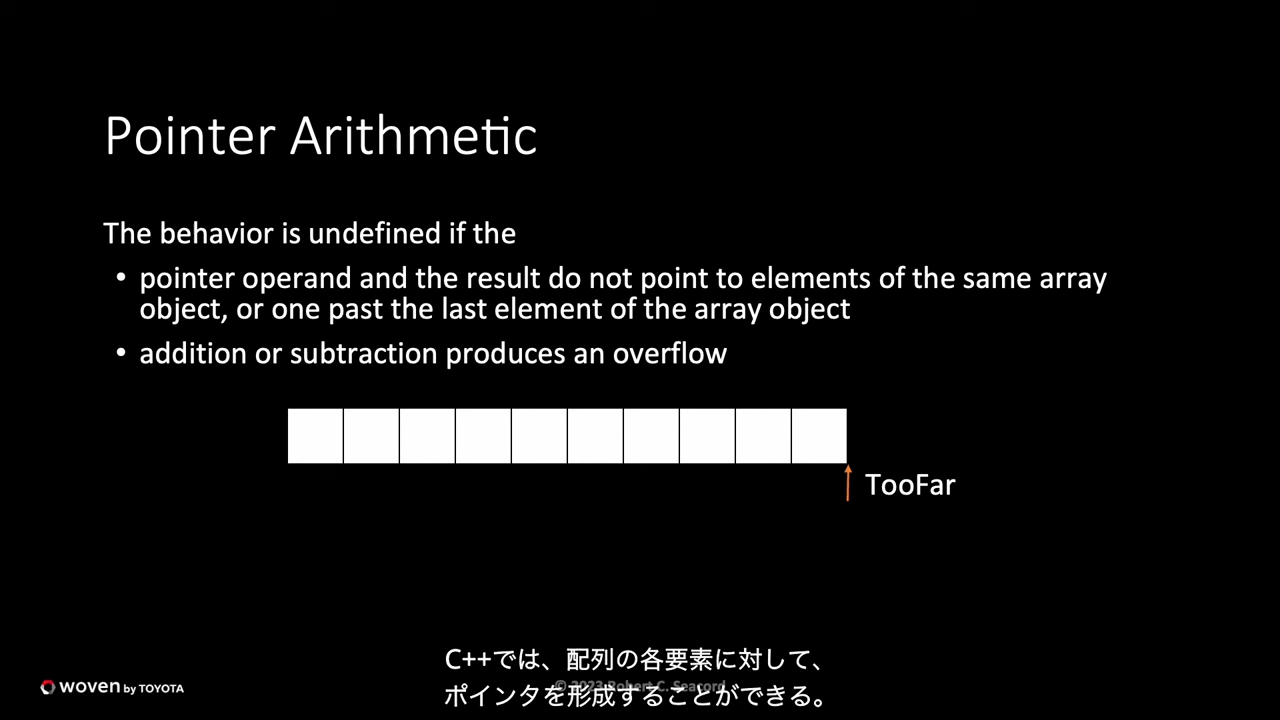 Pointer Arithmetic
The behavior is undefined if the
• pointer operand and the result do not point to elements of the same array
object, or one past the last element of the array object
• addition or subtraction produces an overflow
TooFar
C++では、配列の各要素に対して、
ポインタを形成することができる。
© 2023 Robert C. Seacord
woven by TOYOTA